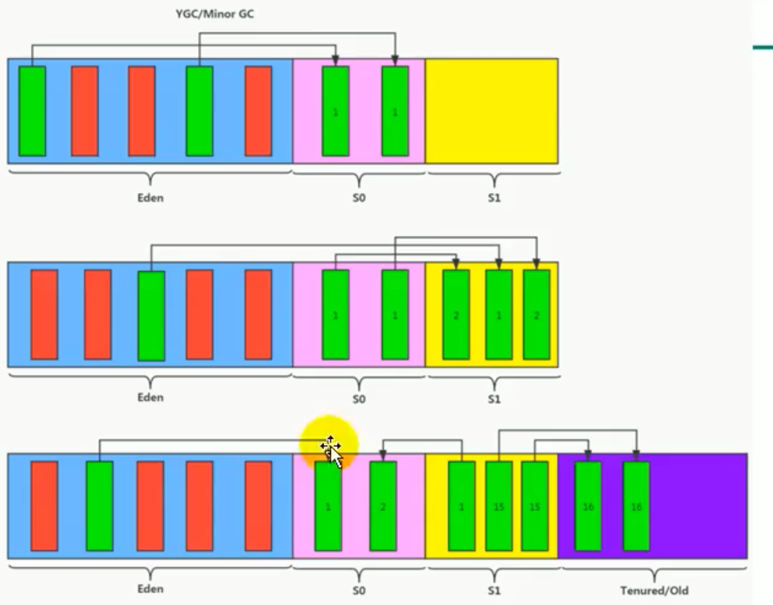 YGC/Minor GC
1 1
Eden S0 S1
1 1 2 1 2
Eden S0 S1
1 2 1 15 15 16 16
Eden S0 S1 Tenured/Old